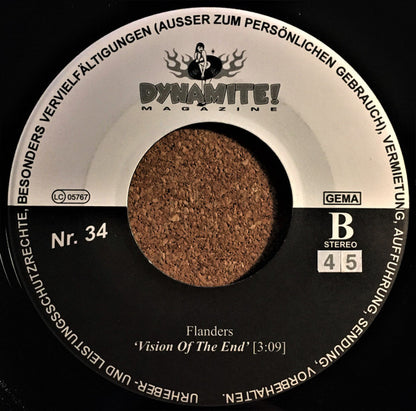 URHEBER- UND LEISTUNGSSCHUTZRECHTE, BESONDERS VERVIELFÄLTIGUNGEN (AUSSER ZUM PERSÖNLICHEN GEBRAUCH), VERMIETUNG, AUFFÜHRUNG, SENDUNG, VORBEHALTEN.
DYNAMITE!
MAGAZINE
LC 05767
GEMA
Nr. 34
B
STEREO
45
Flanders
‘Vision Of The End’ [3:09]